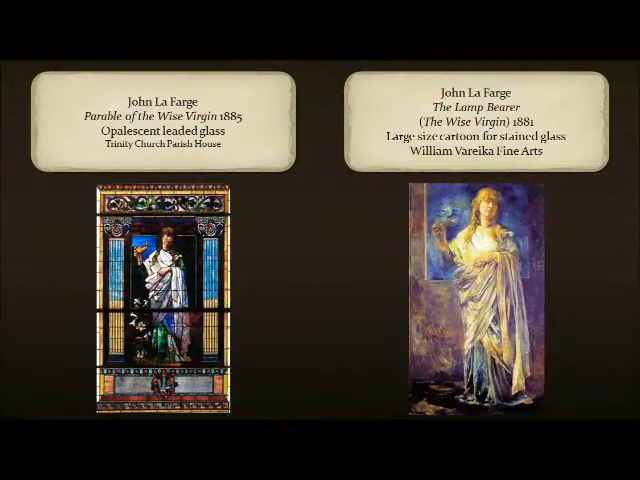 John La Farge
Parable of the Wise Virgin 1885
Opalescent leaded glass
Trinity Church Parish House
John La Farge
The Lamp Bearer
(The Wise Virgin) 1881
Large size cartoon for stained glass
William Vareika Fine Arts